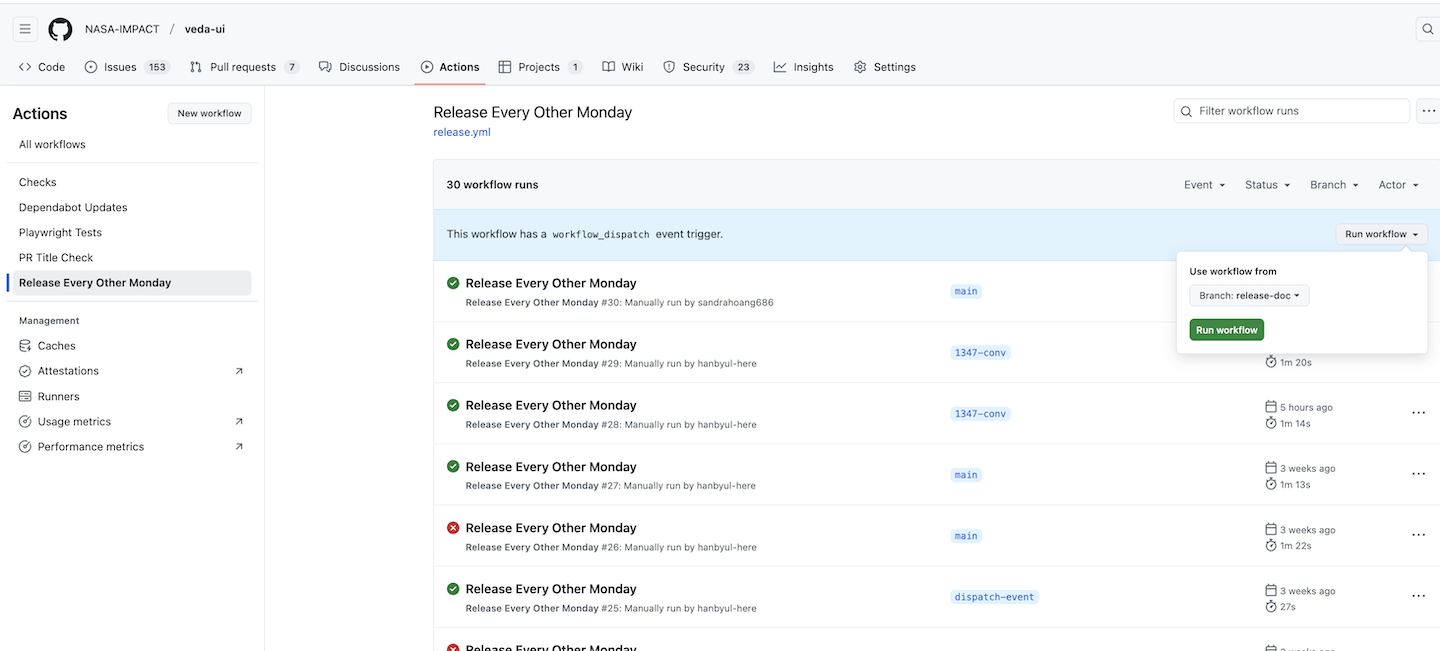 NASA-IMPACT / veda-ui
Code Issues 153 Pull requests 7 Discussions Actions Projects 1 Wiki Security 23 Insights Settings
Actions
New workflow
All workflows
Checks
Dependabot Updates
Playwright Tests
PR Title Check
Release Every Other Monday
Management
Caches
Attestations
Runners
Usage metrics
Performance metrics
Release Every Other Monday
release.yml
Filter workflow runs
30 workflow runs
Event Status Branch Actor
This workflow has a workflow_dispatch event trigger.
Run workflow
Use workflow from
Branch: release-doc
Run workflow
Release Every Other Monday
Release Every Other Monday #30: Manually run by sandrahoang686
main
Release Every Other Monday
Release Every Other Monday #29: Manually run by hanbyul-here
1347-conv
1m 20s
Release Every Other Monday
Release Every Other Monday #28: Manually run by hanbyul-here
1347-conv
5 hours ago
1m 14s
Release Every Other Monday
Release Every Other Monday #27: Manually run by hanbyul-here
main
3 weeks ago
1m 13s
Release Every Other Monday
Release Every Other Monday #26: Manually run by hanbyul-here
main
3 weeks ago
1m 22s
Release Every Other Monday
Release Every Other Monday #25: Manually run by hanbyul-here
dispatch-event
3 weeks ago
27s
Release Every Other Monday
3 weeks ago